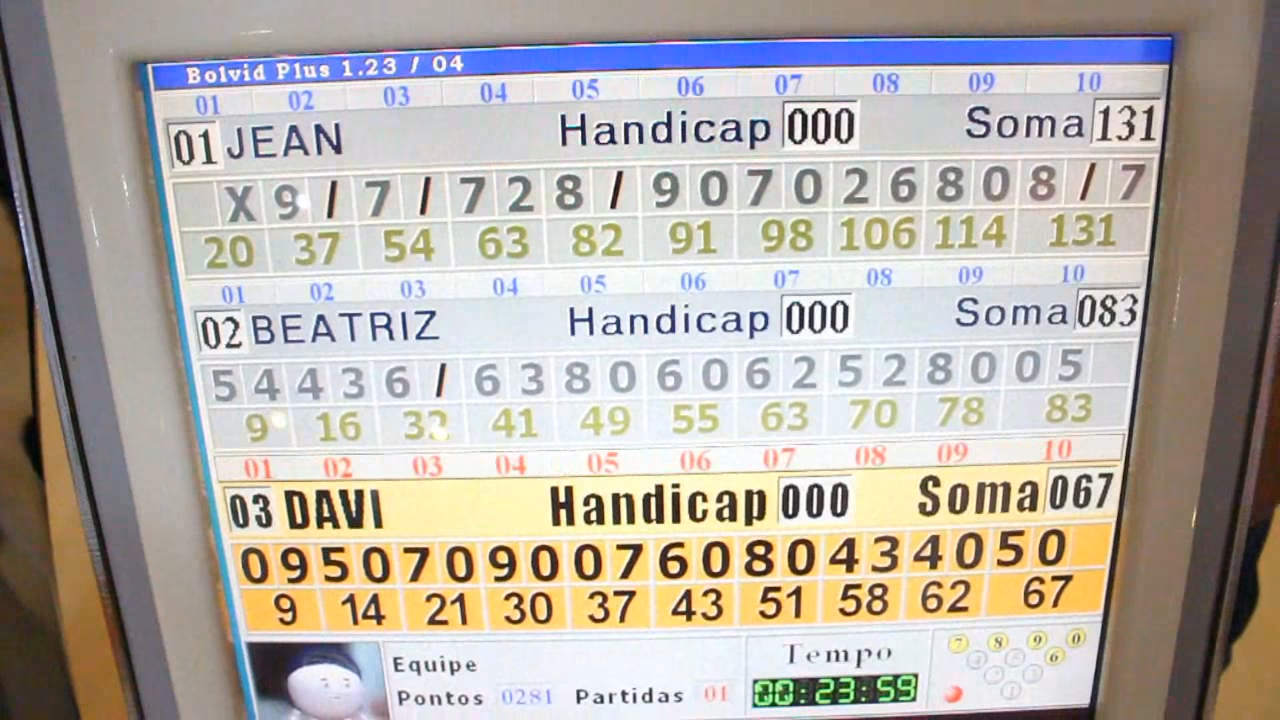 Bolvid Plus 1.23 / 04
01 02 03 04 05 06 07 08 09 10
01 JEAN Handicap 000 Soma 131
X 9 / 7 / 7 2 8 / 9 0 7 0 2 6 8 0 8 / 7
20 37 54 63 82 91 98 106 114 131
01 02 03 04 05 06 07 08 09 10
02 BEATRIZ Handicap 000 Soma 083
5 4 4 3 6 / 6 3 8 0 6 0 6 2 5 2 8 0 0 5
9 16 32 41 49 55 63 70 78 83
01 02 03 04 05 06 07 08 09 10
03 DAVI Handicap 000 Soma 067
0 9 5 0 7 0 9 0 0 7 6 0 8 0 4 3 4 0 5 0
9 14 21 30 37 43 51 58 62 67
Equipe
Pontos 0281 Partidas 01
Tempo
00:23:59
7 8 9 0
6
1